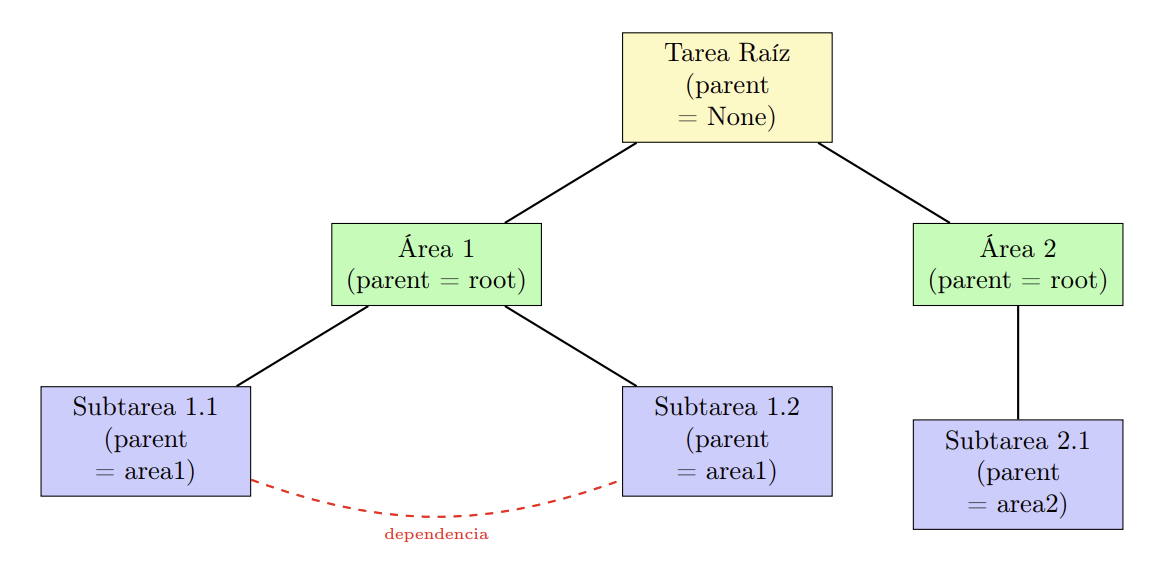 Tarea Raíz
(parent
= None)
Área 1
(parent = root)
Área 2
(parent = root)
Subtarea 1.1
(parent
= area1)
Subtarea 1.2
(parent
= area1)
Subtarea 2.1
(parent
= area2)
dependencia